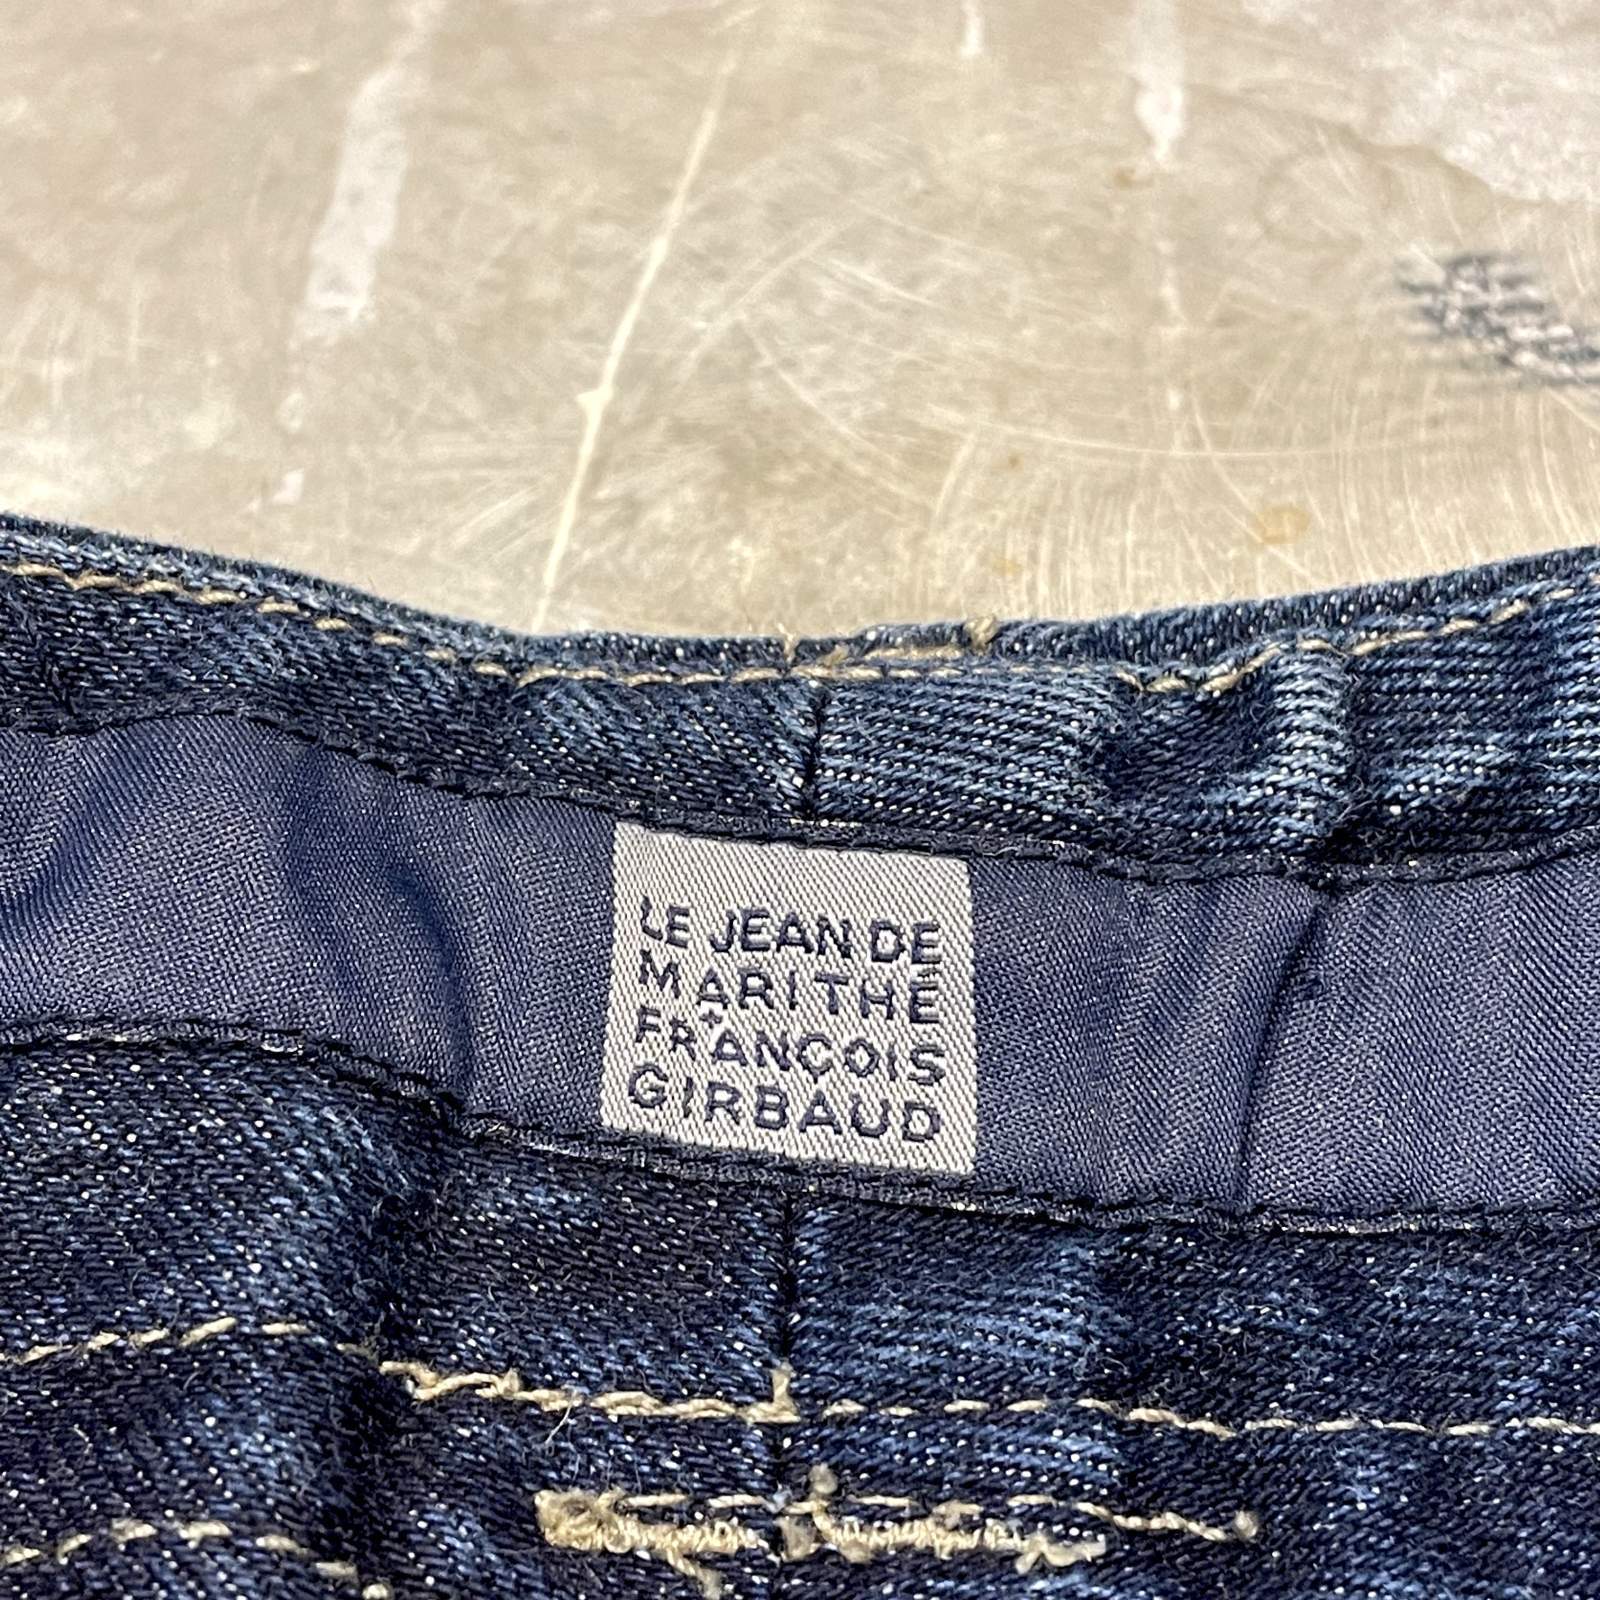 LE JEAN DE
MARITHÉ
FRANÇOIS
GIRBAUD